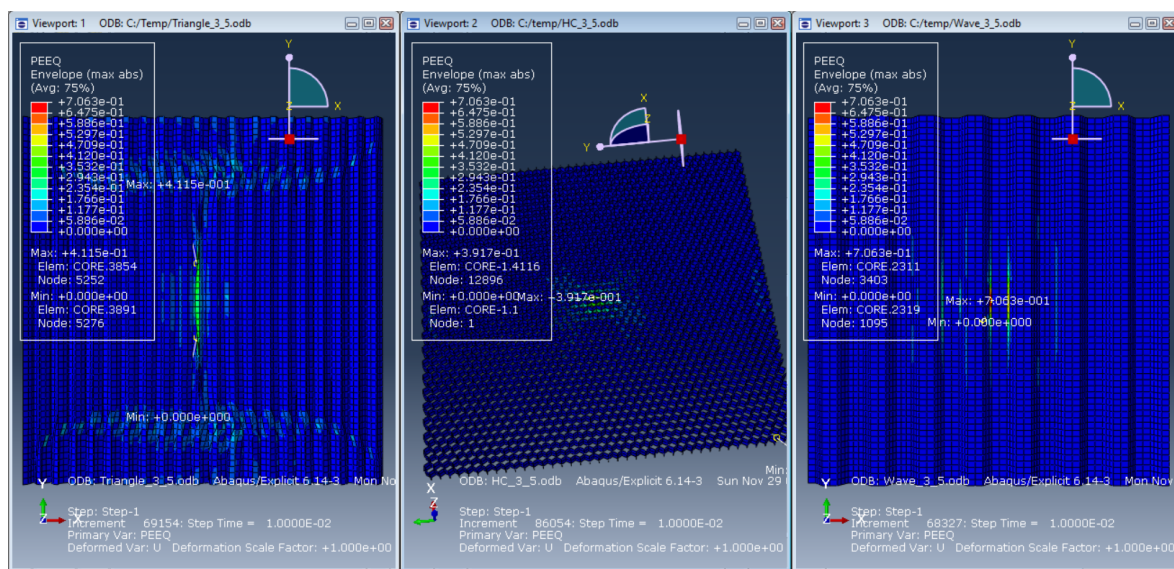 Viewport: 1 ODB: C:/Temp/Triangle_3_5.odb
PEEQ
Envelope (max abs)
(Avg: 75%)
+7.063e-01
+6.475e-01
+5.886e-01
+5.297e-01
+4.709e-01
+4.120e-01
+3.532e-01
+2.943e-01
+2.354e-01
+1.766e-01
+1.177e-01
+5.886e-02
+0.000e+00
Max: +4.115e-01
Elem: CORE.3854
Node: 5252
Min: +0.000e+00
Elem: CORE.3891
Node: 5276
Y
Z
X
Max: +4.115e-001
Min: +0.000e+000
Y
Z
X
ODB: Triangle_3_5.odb Abaqus/Explicit 6.14-3 Mon Nov
Step: Step-1
Increment 69154: Step Time = 1.0000E-02
Primary Var: PEEQ
Deformed Var: U Deformation Scale Factor: +1.000e+00
Viewport: 2 ODB: C:/temp/HC_3_5.odb
PEEQ
Envelope (max abs)
(Avg: 75%)
+7.063e-01
+6.475e-01
+5.886e-01
+5.297e-01
+4.709e-01
+4.120e-01
+3.532e-01
+2.943e-01
+2.354e-01
+1.766e-01
+1.177e-01
+5.886e-02
+0.000e+00
Max: +3.917e-01
Elem: CORE-1.4116
Node: 12896
Min: +0.000e+00
Elem: CORE-1.1
Node: 1
X
Z
Y
Max: +3.917e-001
Min:
X
Z
ODB: HC_3_5.odb Abaqus/Explicit 6.14-3 Sun Nov 29
Step: Step-1
Increment 86054: Step Time = 1.0000E-02
Primary Var: PEEQ
Deformed Var: U Deformation Scale Factor: +1.000e+00
Viewport: 3 ODB: C:/temp/Wave_3_5.odb
PEEQ
Envelope (max abs)
(Avg: 75%)
+7.063e-01
+6.475e-01
+5.886e-01
+5.297e-01
+4.709e-01
+4.120e-01
+3.532e-01
+2.943e-01
+2.354e-01
+1.766e-01
+1.177e-01
+5.886e-02
+0.000e+00
Max: +7.063e-01
Elem: CORE.2311
Node: 3403
Min: +0.000e+00
Elem: CORE.2319
Node: 1095
Y
Z
X
Max: +7.063e-001
Min: +0.000e+000
Y
Z
X
ODB: Wave_3_5.odb Abaqus/Explicit 6.14-3 Mon Nov
Step: Step-1
Increment 68327: Step Time = 1.0000E-02
Primary Var: PEEQ
Deformed Var: U Deformation Scale Factor: +1.000e+00